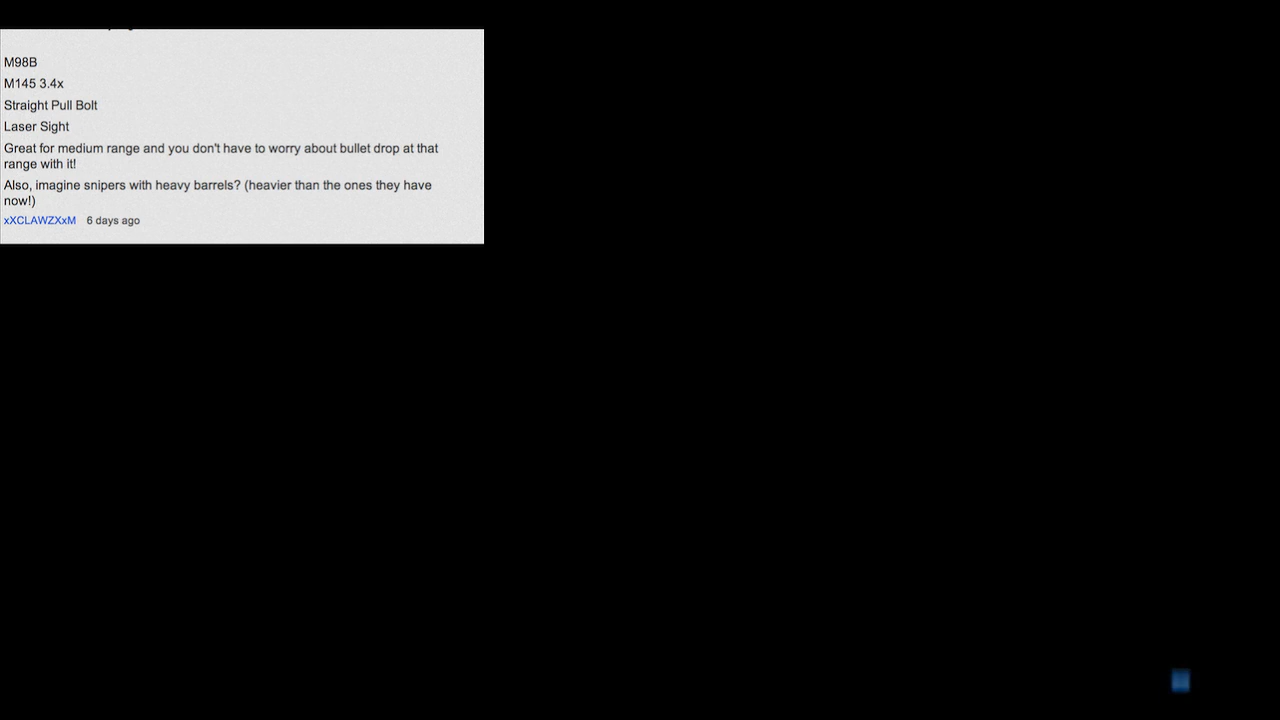 M98B
M145 3.4x
Straight Pull Bolt
Laser Sight
Great for medium range and you don't have to worry about bullet drop at that
range with it!
Also, imagine snipers with heavy barrels? (heavier than the ones they have
now!)
xXCLAWZXxM 6 days ago